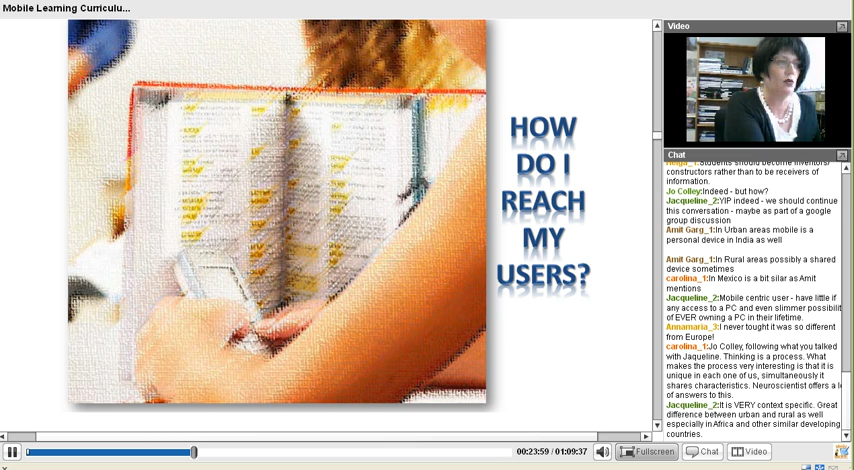 Mobile Learning Curriculu...
HOW
DO I
REACH
MY
USERS?
Video
Chat
constructors rather than to be receivers of
information.
Jo Colley:Indeed - but how?
Jacqueline_2:YIP indeed - we should continue
this conversation - maybe as part of a google
group discussion
Amit Garg_1:In Urban areas mobile is a
personal device in India as well
Amit Garg_1:In Rural areas possibly a shared
device sometimes
carolina_1:In Mexico is a bit silar as Amit
mentions
Jacqueline_2:Mobile centric user - have little if
any access to a PC and even slimmer possibilit
of EVER owning a PC in their lifetime.
Annamaria_3:I never tought it was so different
from Europe!
carolina_1:Jo Colley, following what you talked
with Jaqueline. Thinking is a process. What
makes the process very interesting is that it is
unique in each one of us, simultaneously it
shares characteristics. Neuroscientist offers a l
of answers to this.
Jacqueline_2:It is VERY context specific. Great
difference between urban and rural as well
especially in Africa and other similar developing
countries.
00:23:59 / 01:09:37
Fullscreen
Chat
Video